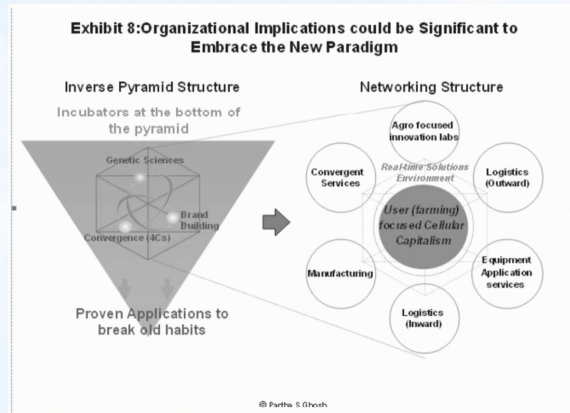 Exhibit 8:Organizational Implications could be Significant to
Embrace the New Paradigm
Inverse Pyramid Structure
Incubators at the bottom of
the pyramid
Genetic Sciences
Brand
Building
Convergence (4Cs)
Proven Applications to
break old habits
Networking Structure
Agro focused
innovation labs
Real-time Solutions
Environment
Convergent
Services
Logistics
(Outward)
User (farming)
focused Cellular
Capitalism
Manufacturing
Equipment
Application
services
Logistics
(Inward)
© Partha S Ghosh